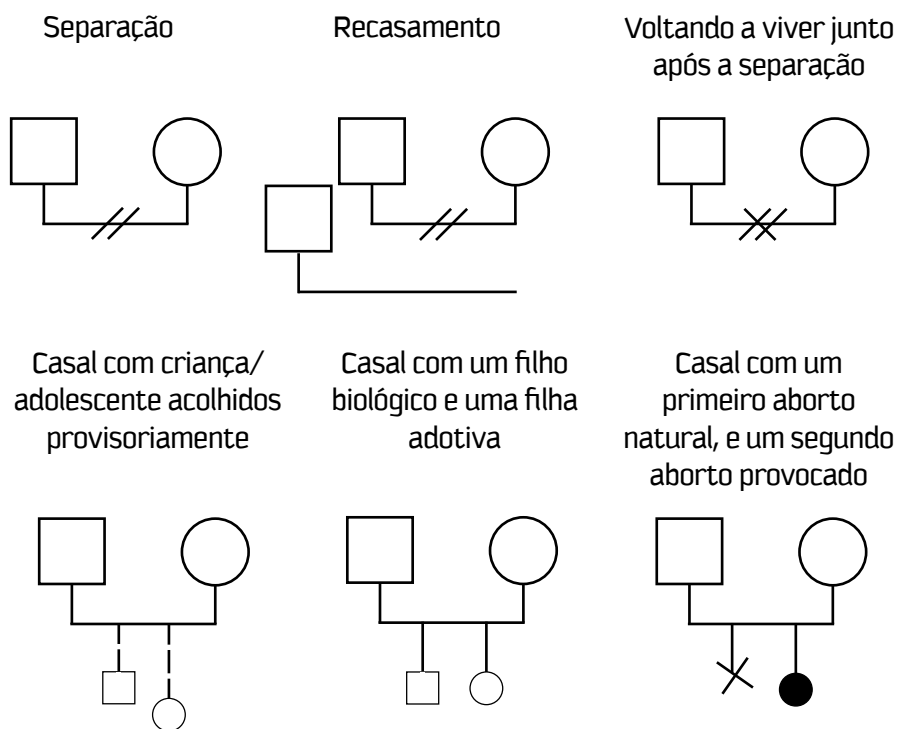 Separação
Recasamento
Voltando a viver junto
após a separação
Casal com criança/
adolescente acolhidos
provisoriamente
Casal com um filho
biológico e uma filha
adotiva
Casal com um
primeiro aborto
natural, e um segundo
aborto provocado